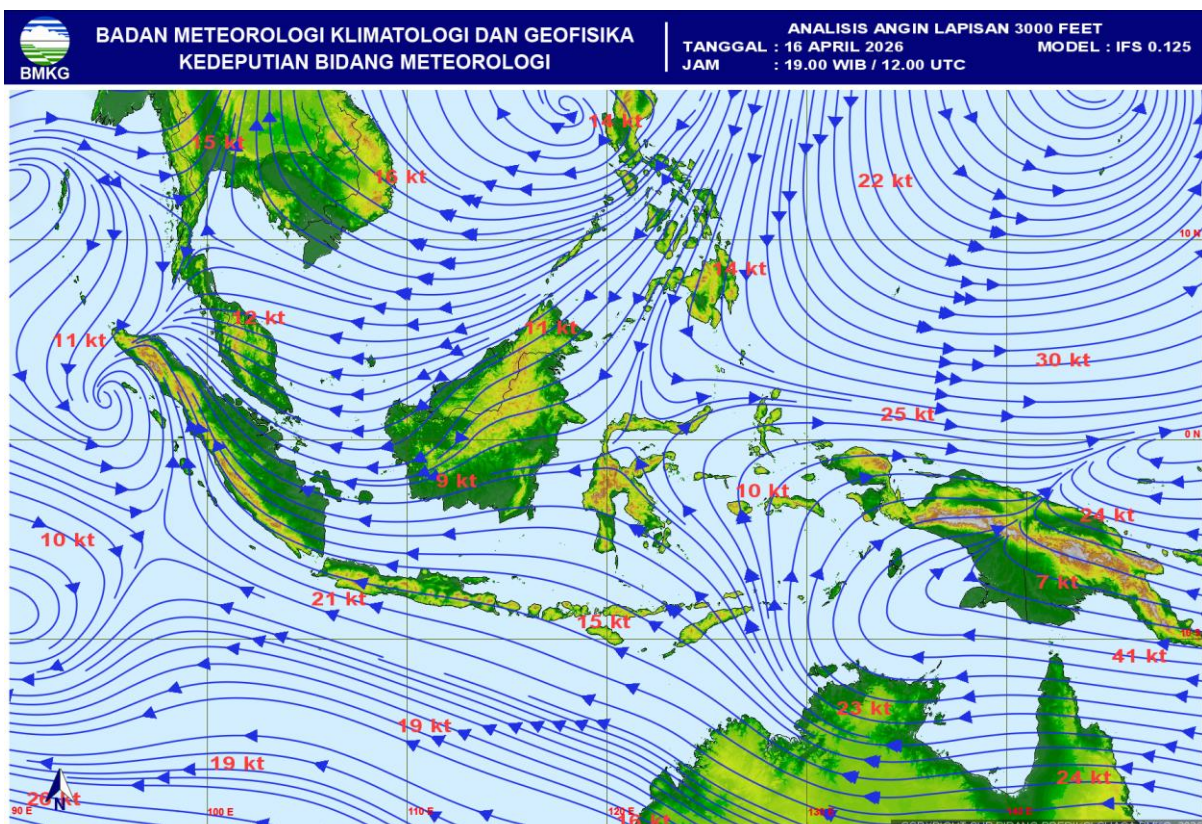 BMKG
BADAN METEOROLOGI KLIMATOLOGI DAN GEOFISIKA
KEDEPUTIAN BIDANG METEOROLOGI
ANALISIS ANGIN LAPISAN 3000 FEET
TANGGAL : 16 APRIL 2026 MODEL : IFS 0.125
JAM : 19.00 WIB / 12.00 UTC
14 kt
15 kt
16 kt
22 kt
10 N
14 kt
12 kt
11 kt
11 kt
30 kt
25 kt
0 N
9 kt
10 kt
24 kt
10 kt
7 kt
21 kt
15 kt
41 kt
23 kt
19 kt
19 kt
24 kt
N
90 E
100 E
110 E
120 E
130 E